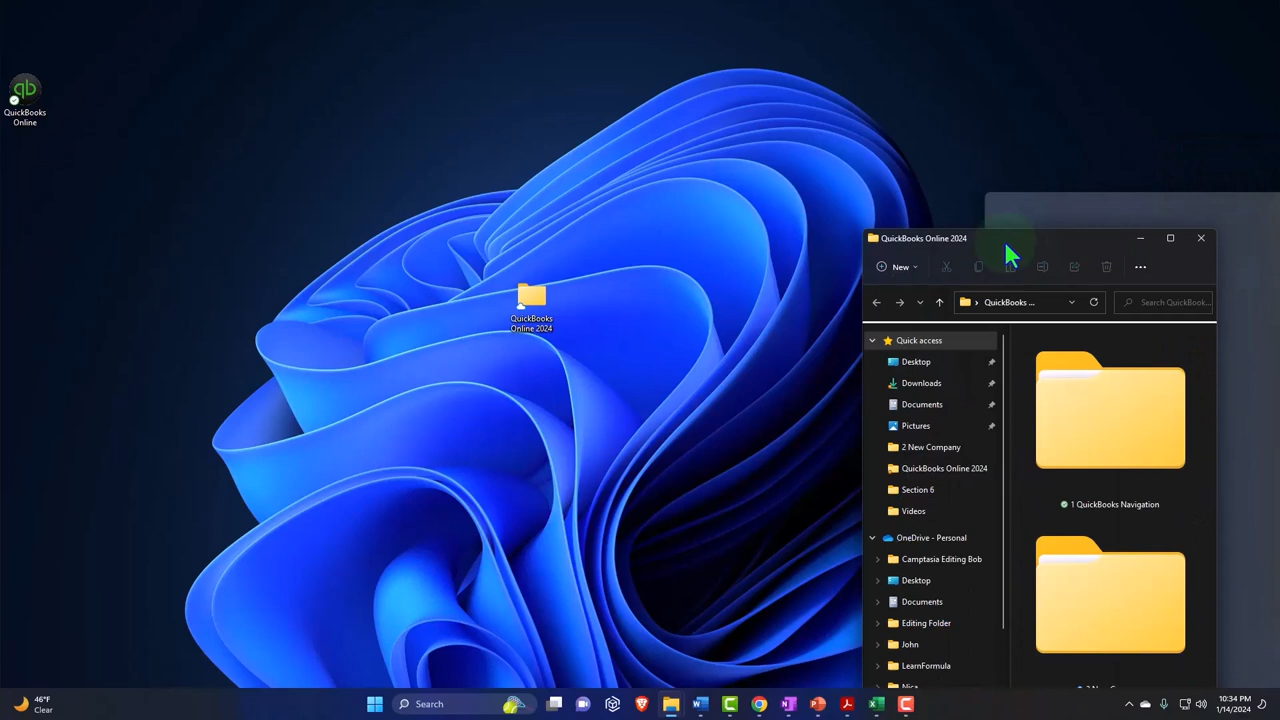 qb
QuickBooks
Online
QuickBooks
Online 2024
QuickBooks Online 2024
New
QuickBooks ...
Search QuickBook...
Quick access
Desktop
Downloads
Documents
Pictures
2 New Company
QuickBooks Online 2024
Section 6
Videos
OneDrive - Personal
Camptasia Editing Bob
Desktop
Documents
Editing Folder
John
LearnFormula
1 QuickBooks Navigation
46°F
Clear
Search
10:34 PM
1/14/2024